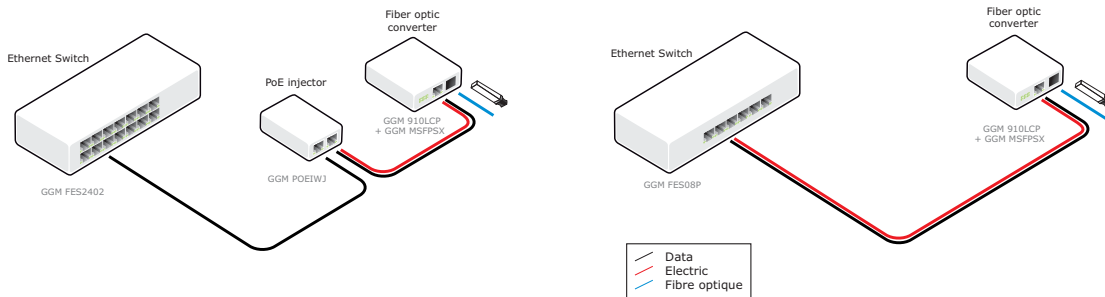 Ethernet Switch
GGM FES2402
PoE injector
GGM POEIWJ
Fiber optic
converter
GGM 910LCP
+ GGM MSFPSX
Ethernet Switch
GGM FES08P
Fiber optic
converter
GGM 910LCP
+ GGM MSFPSX
Data
Electric
Fibre optique